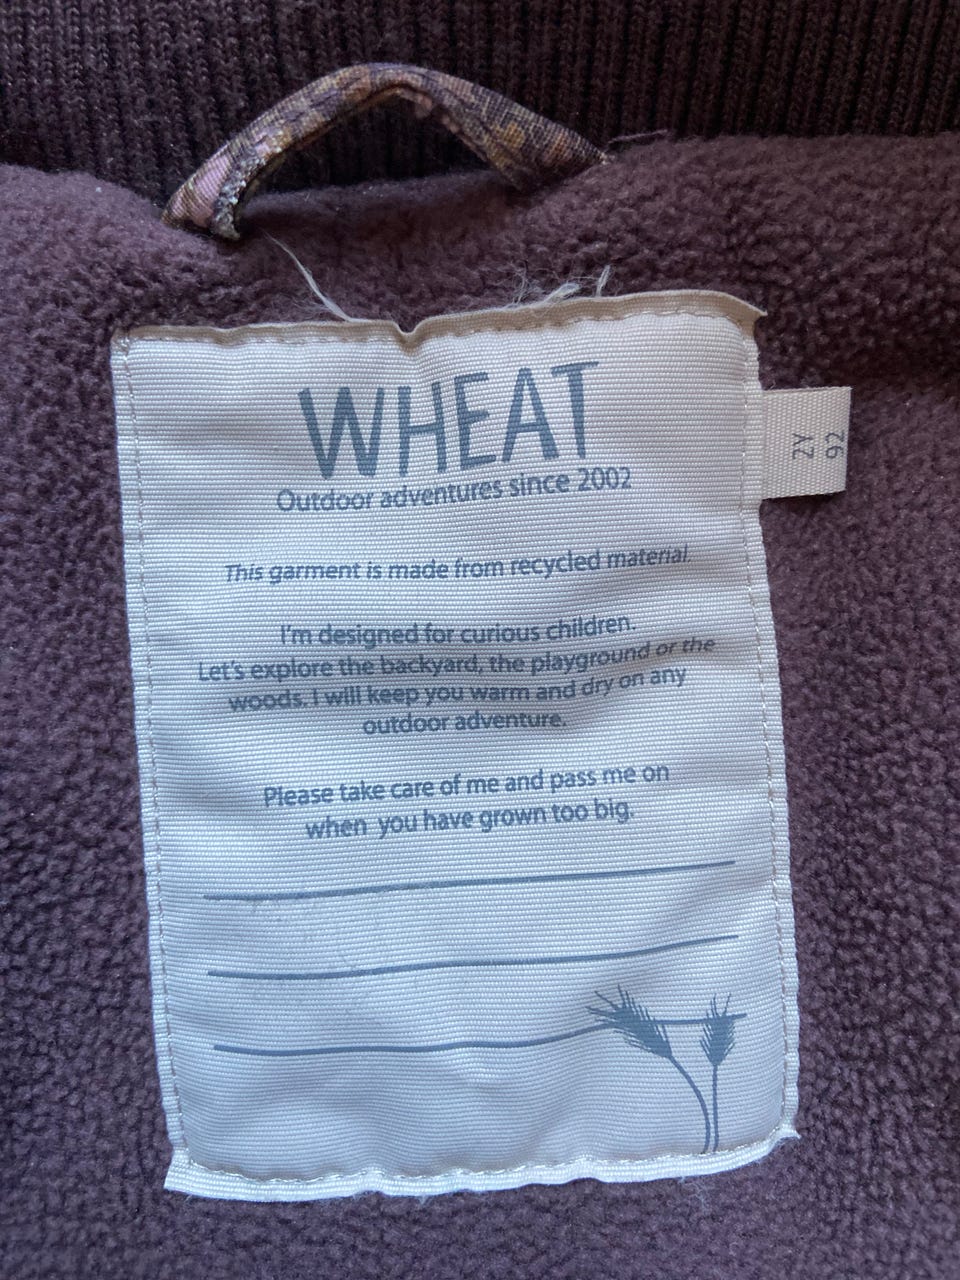 WHEAT
Outdoor adventures since 2002
2Y
92
This garment is made from recycled material.
I'm designed for curious children.
Let's explore the backyard, the playground or the
woods. I will keep you warm and dry on any
outdoor adventure.
Please take care of me and pass me on
when you have grown too big.